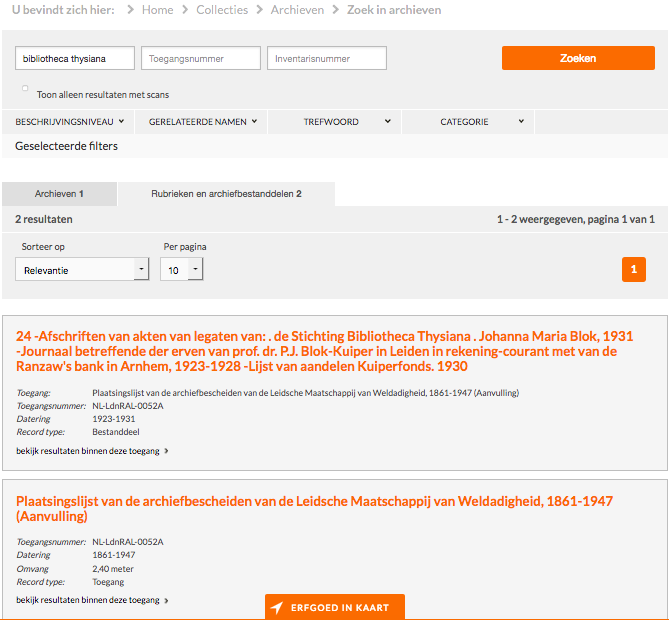 U bevindt zich hier: > Home > Collecties > Archieven > Zoek in archieven
bibliotheca thysiana Toegangsnummer Inventarisnummer Zoeken
Toon alleen resultaten met scans
BESCHRIJVINGSNIVEAU GERELATEERDE NAMEN TREFWOORD CATEGORIE
Geselecteerde filters
Archieven 1 Rubrieken en archiefbestanddelen 2
2 resultaten 1 - 2 weergegeven, pagina 1 van 1
Sorteer op Per pagina
Relevantie 10 1
24 -Afschriften van akten van legaten van: . de Stichting Bibliotheca Thysiana . Johanna Maria Blok, 1931
-Journaal betreffende der erven van prof. dr. P.J. Blok-Kuiper in Leiden in rekening-courant met van de
Ranzaw's bank in Arnhem, 1923-1928 -Lijst van aandelen Kuiperfonds. 1930
Toegang: Plaatsingslijst van de archiefbescheiden van de Leidsche Maatschappij van Weldadigheid, 1861-1947 (Aanvulling)
Toegangsnummer: NL-LdnRAL-0052A
Datering 1923-1931
Record type: Bestanddeel
bekijk resultaten binnen deze toegang >
Plaatsingslijst van de archiefbescheiden van de Leidsche Maatschappij van Weldadigheid, 1861-1947
(Aanvulling)
Toegangsnummer: NL-LdnRAL-0052A
Datering 1861-1947
Omvang 2,40 meter
Record type: Toegang
bekijk resultaten binnen deze toegang >
ERFGOED IN KAART